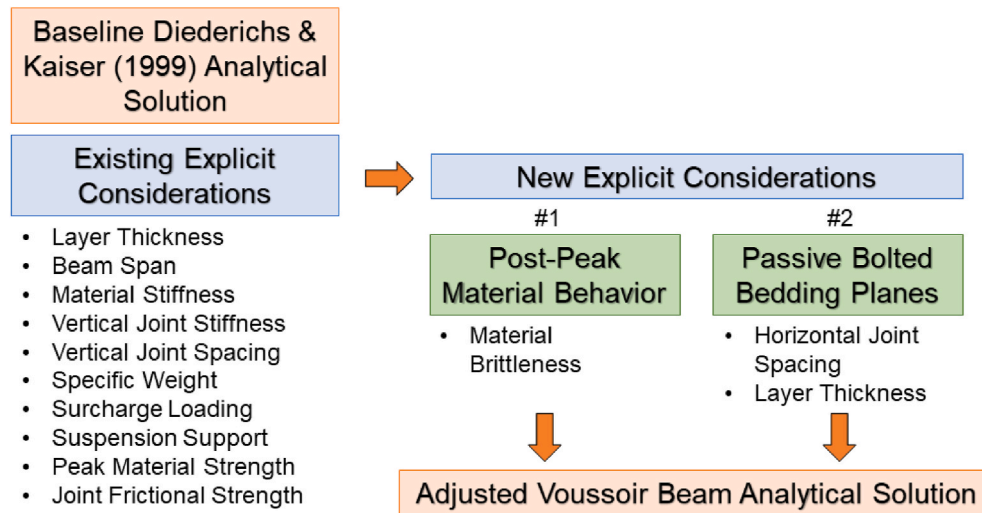 Baseline Diederichs &
Kaiser (1999) Analytical
Solution
Existing Explicit
Considerations
• Layer Thickness
• Beam Span
• Material Stiffness
• Vertical Joint Stiffness
• Vertical Joint Spacing
• Specific Weight
• Surcharge Loading
• Suspension Support
• Peak Material Strength
• Joint Frictional Strength
New Explicit Considerations
#1
Post-Peak
Material Behavior
• Material
Brittleness
#2
Passive Bolted
Bedding Planes
• Horizontal Joint
Spacing
• Layer Thickness
Adjusted Voussoir Beam Analytical Solution